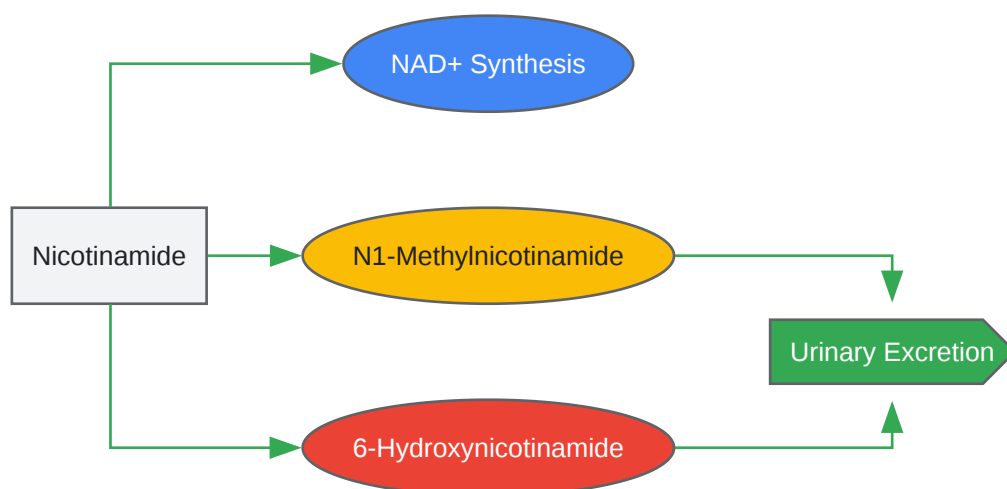 NAD+ Synthesis
Nicotinamide
N1-Methylnicotinamide
Urinary Excretion
6-Hydroxynicotinamide